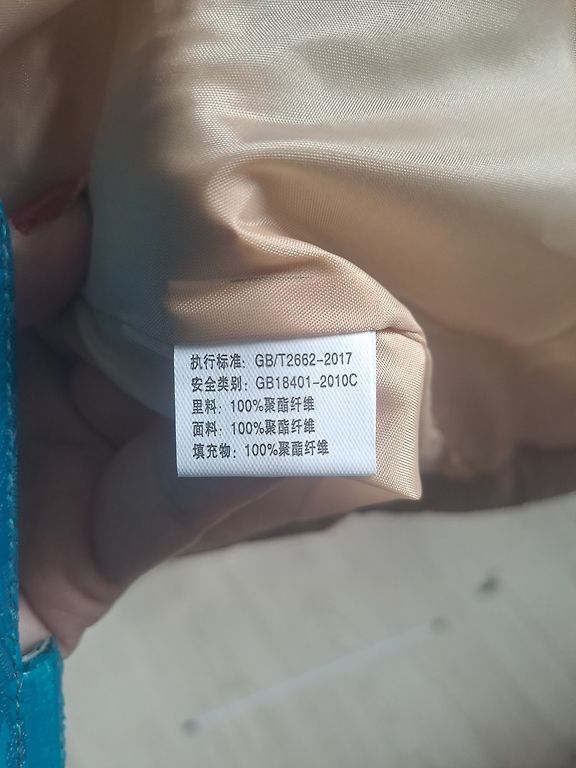 执行标准：GB/T2662-2017
安全类别：GB18401-2010C
里料：100%聚酯纤维
面料：100%聚酯纤维
填充物：100%聚酯纤维